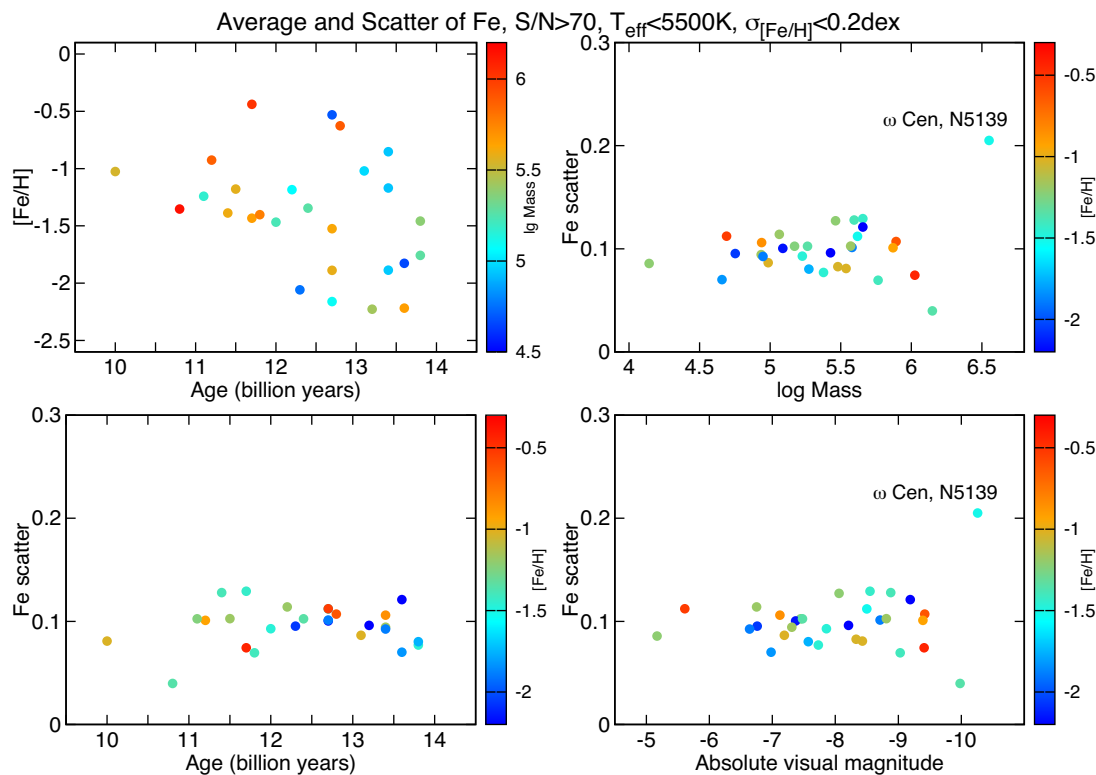 Average and Scatter of Fe, S/N>70, T_eff<5500K, σ_[Fe/H]<0.2dex
0
-0.5
-1
-1.5
-2
-2.5
[Fe/H]
10 11 12 13 14
Age (billion years)
6
5.5
5
4.5
lg Mass
0.3
0.2
0.1
0
Fe scatter
ω Cen, N5139
4 4.5 5 5.5 6 6.5
log Mass
-0.5
-1
-1.5
-2
[Fe/H]
0.3
0.2
0.1
0
Fe scatter
10 11 12 13 14
Age (billion years)
-0.5
-1
-1.5
-2
[Fe/H]
0.3
0.2
0.1
0
Fe scatter
ω Cen, N5139
-5 -6 -7 -8 -9 -10
Absolute visual magnitude
-0.5
-1
-1.5
-2
[Fe/H]